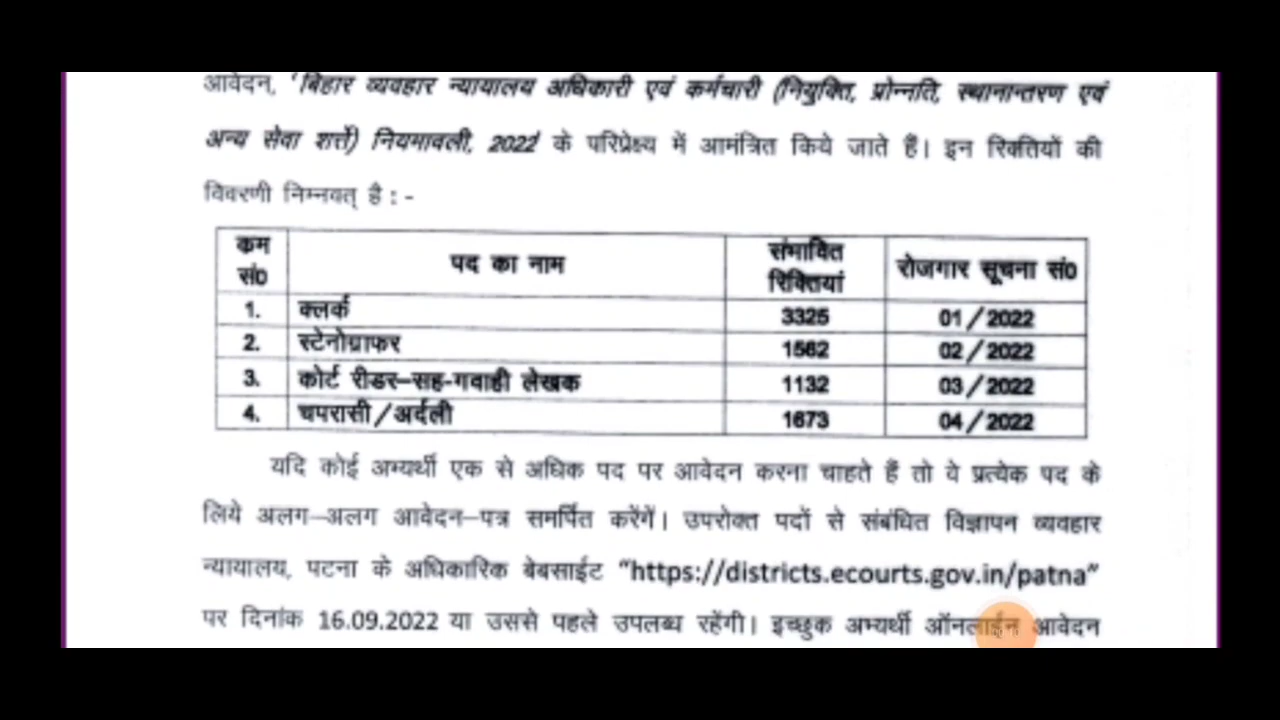 आवेदन, 'बिहार व्यवहार न्यायालय अधिकारी एवं कर्मचारी (नियुक्ति, प्रोन्नति, स्थानान्तरण एवं
अन्य सेवा शर्त्तें) नियमावली, 2022' के परिप्रेक्ष्य में आमंत्रित किये जाते हैं। इन रिक्तियों की
विवरणी निम्नवत् है : -
कम सं० पद का नाम संभावित रिक्तियां रोजगार सूचना सं०
1. क्लर्क 3325 01/2022
2. स्टेनोग्राफर 1562 02/2022
3. कोर्ट रीडर–सह-गवाही लेखक 1132 03/2022
4. चपरासी/अर्दली 1673 04/2022
यदि कोई अभ्यर्थी एक से अधिक पद पर आवेदन करना चाहते हैं तो वे प्रत्येक पद के
लिये अलग–अलग आवेदन–पत्र समर्पित करेंगें। उपरोक्त पदों से संबंधित विज्ञापन व्यवहार
न्यायालय, पटना के अधिकारिक बेबसाईट "https://districts.ecourts.gov.in/patna"
पर दिनांक 16.09.2022 या उससे पहले उपलब्ध रहेंगी। इच्छुक अभ्यर्थी ऑनलाईन आवेदन